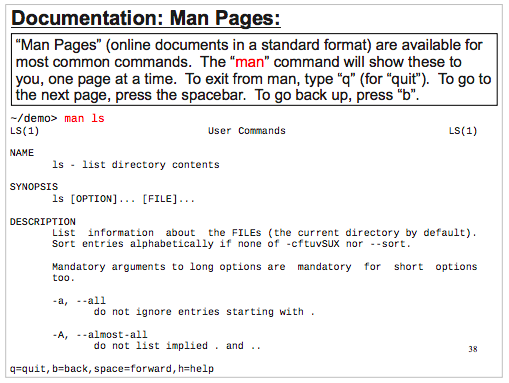 Documentation: Man Pages:
“Man Pages” (online documents in a standard format) are available for
most common commands.  The “man” command will show these to
you, one page at a time.  To exit from man, type “q” (for “quit”).  To go to
the next page, press the spacebar.  To go back up, press “b”.
~/demo> man ls
LS(1)                    User Commands                    LS(1)
NAME
ls - list directory contents
SYNOPSIS
ls [OPTION]... [FILE]...
DESCRIPTION
List  information  about  the FILEs (the current directory by default).
Sort entries alphabetically if none of -cftuvSUX nor --sort.
Mandatory arguments to long options are  mandatory  for  short  options
too.
-a, --all
do not ignore entries starting with .
-A, --almost-all
do not list implied . and ..
38
q=quit,b=back,space=forward,h=help